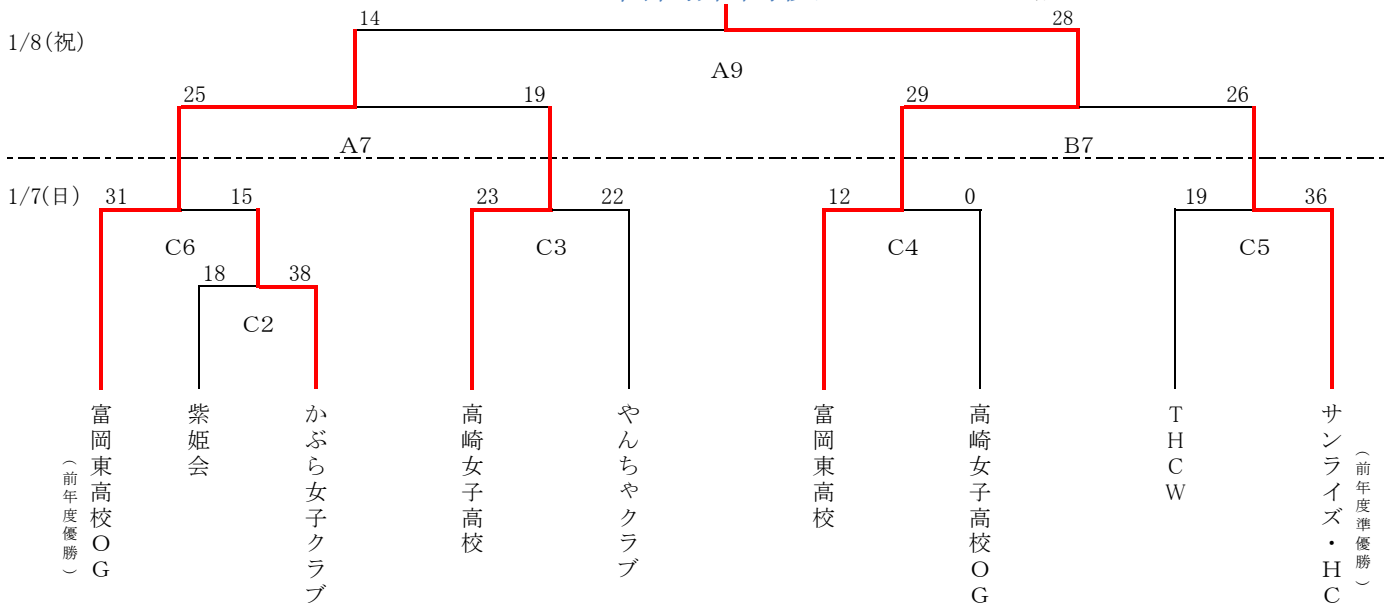 14
28
1/8(祝)
A9
25
19
29
26
A7
B7
1/7(日)
31
15
23
22
12
0
19
36
C6
C3
C4
C5
18
38
C2
富岡東高校OG
(前年度優勝)
紫姫会
かぶら女子クラブ
高崎女子高校
やんちゃクラブ
富岡東高校
高崎女子高校OG
THCW
サンライズ・HC
(前年度準優勝)